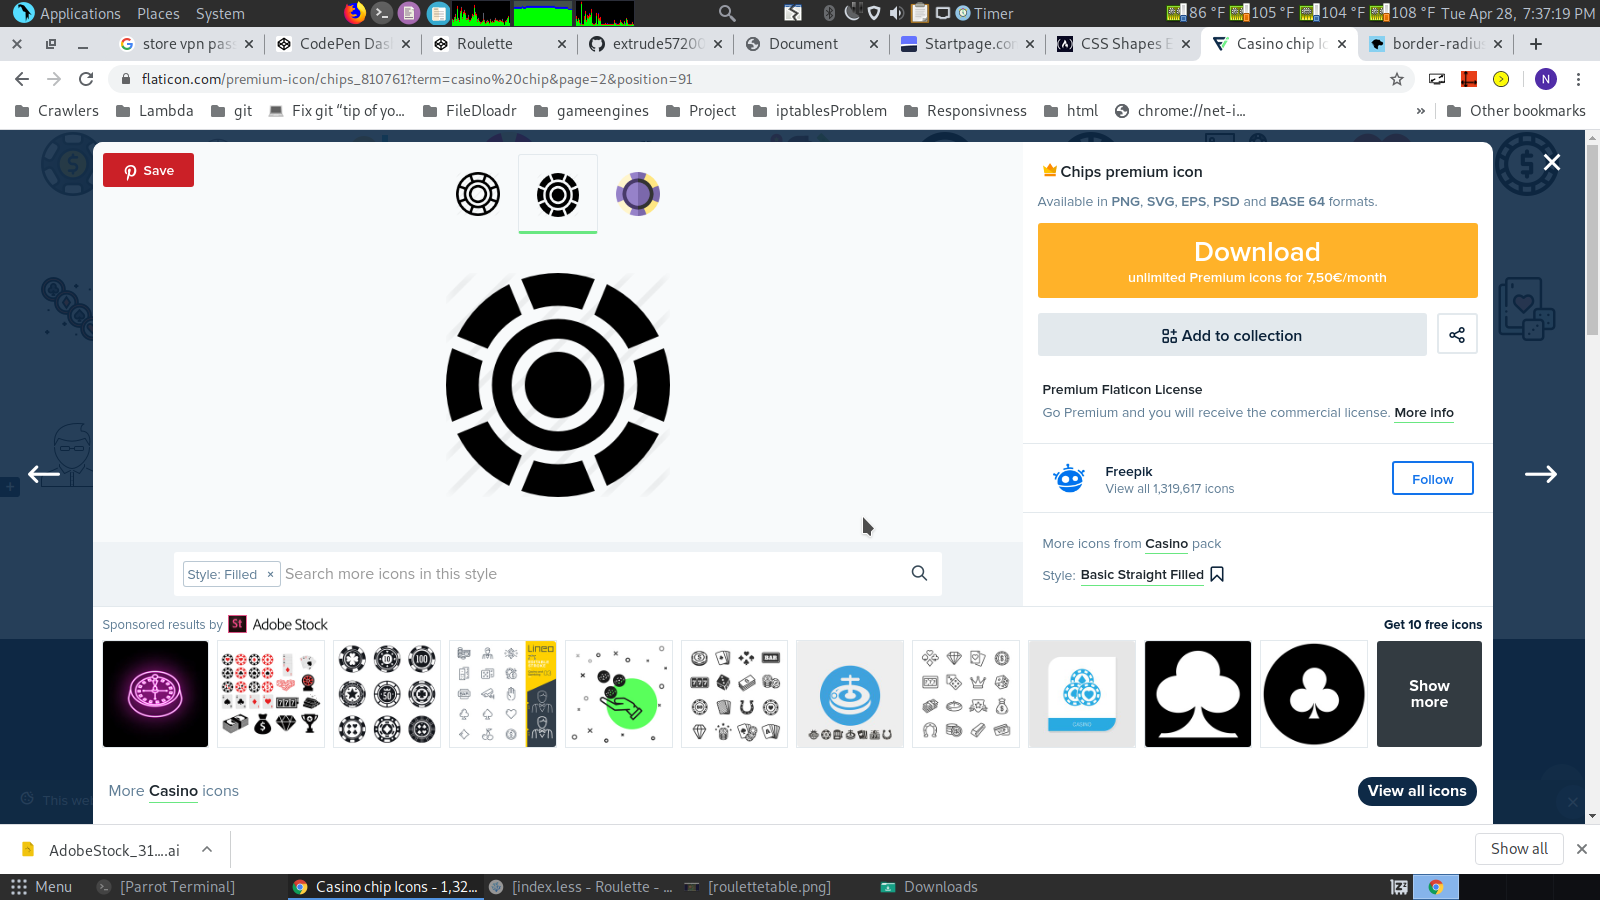 Applications Places System Timer 86 °F 105 °F 104 °F 108 °F Tue Apr 28, 7:37:19 PM
store vpn pas CodePen Das Roulette extrude5720 Document Startpage.co CSS Shapes E Casino chip Ic border-radius
flaticon.com/premium-icon/chips_810761?term=casino%20chip&page=2&position=91 N
Crawlers Lambda git Fix git “tip of yo… FileDloadr gameengines Project iptablesProblem Responsivness html chrome://net-i… » Other bookmarks
Save
Chips premium icon
Available in PNG, SVG, EPS, PSD and BASE 64 formats.
Download
unlimited Premium icons for 7,50€/month
Add to collection
Premium Flaticon License
Go Premium and you will receive the commercial license. More info
Freepik
View all 1,319,617 icons
Follow
More icons from Casino pack
Style: Basic Straight Filled
Style: Filled × Search more icons in this style
Sponsored results by St Adobe Stock
Get 10 free icons
Show more
More Casino icons
View all icons
This we
AdobeStock_31....ai
Show all
Menu [Parrot Terminal] Casino chip Icons - 1,32... [index.less - Roulette - ... [roulettetable.png] Downloads